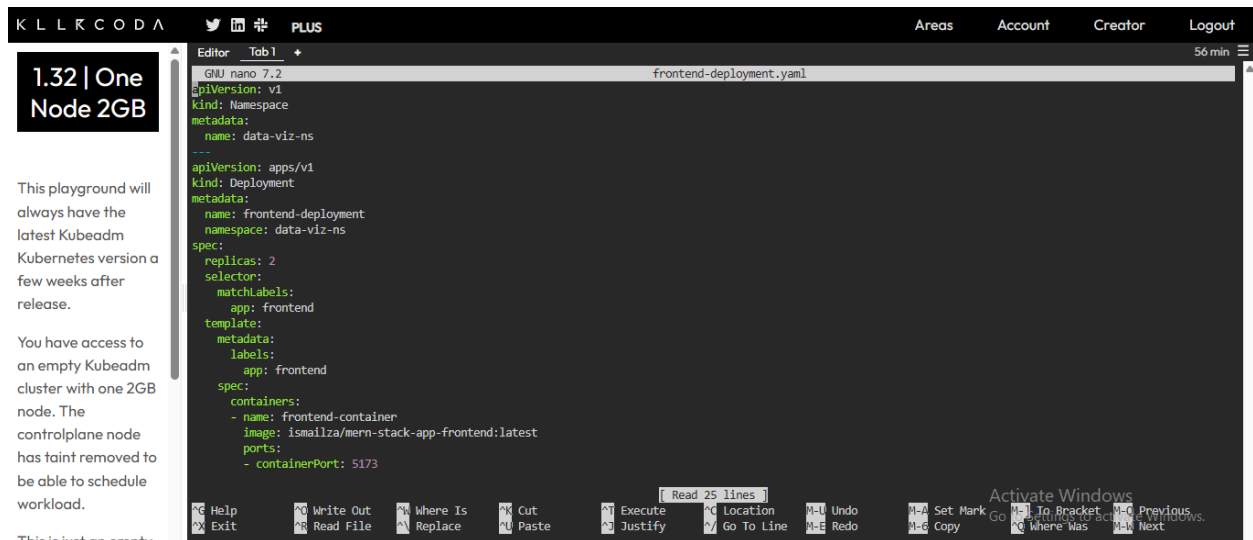 KILLERCODA
PLUS
Areas
Account
Creator
Logout
1.32 | One
Node 2GB
This playground will
always have the
latest Kubeadm
Kubernetes version a
few weeks after
release.
You have access to
an empty Kubeadm
cluster with one 2GB
node. The
controlplane node
has taint removed to
be able to schedule
workload.
This is just an empty
Editor Tab 1 +
56 min
GNU nano 7.2 frontend-deployment.yaml
apiVersion: v1
kind: Namespace
metadata:
  name: data-viz-ns
---
apiVersion: apps/v1
kind: Deployment
metadata:
  name: frontend-deployment
  namespace: data-viz-ns
spec:
  replicas: 2
  selector:
    matchLabels:
      app: frontend
  template:
    metadata:
      labels:
        app: frontend
    spec:
      containers:
      - name: frontend-container
        image: ismailza/mern-stack-app-frontend:latest
        ports:
        - containerPort: 5173
[ Read 25 lines ]
^G Help ^O Write Out ^W Where Is ^K Cut ^T Execute ^C Location M-U Undo M-A Set Mark M-] To Bracket M-Q Previous
^X Exit ^R Read File ^\ Replace ^U Paste ^J Justify ^/ Go To Line M-E Redo M-6 Copy ^Q Where Was M-W Next
Activate Windows
Go to Settings to activate Windows.